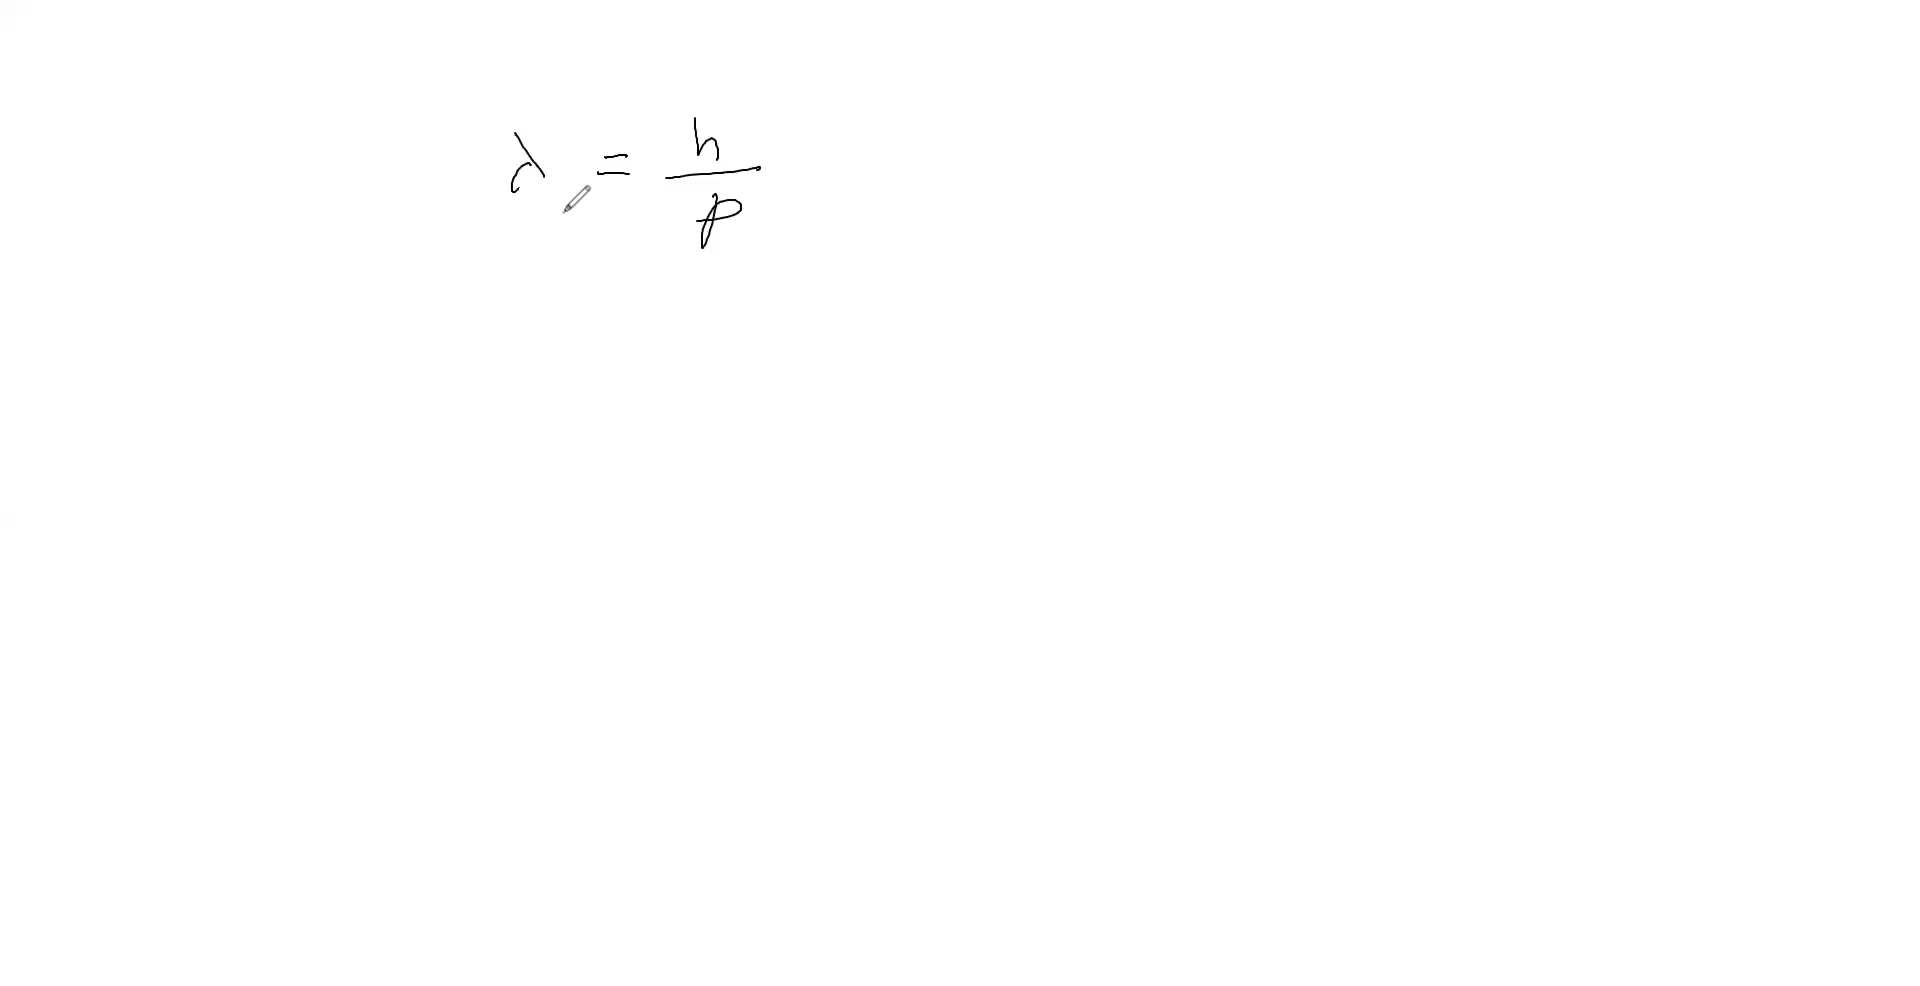 λ = h/p